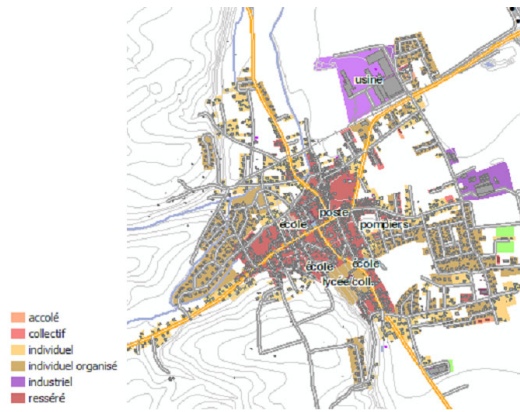 usine
poste
école
pompiers
école
école
lycée coll.
accolé
collectif
individuel
individuel organisé
industriel
resséré